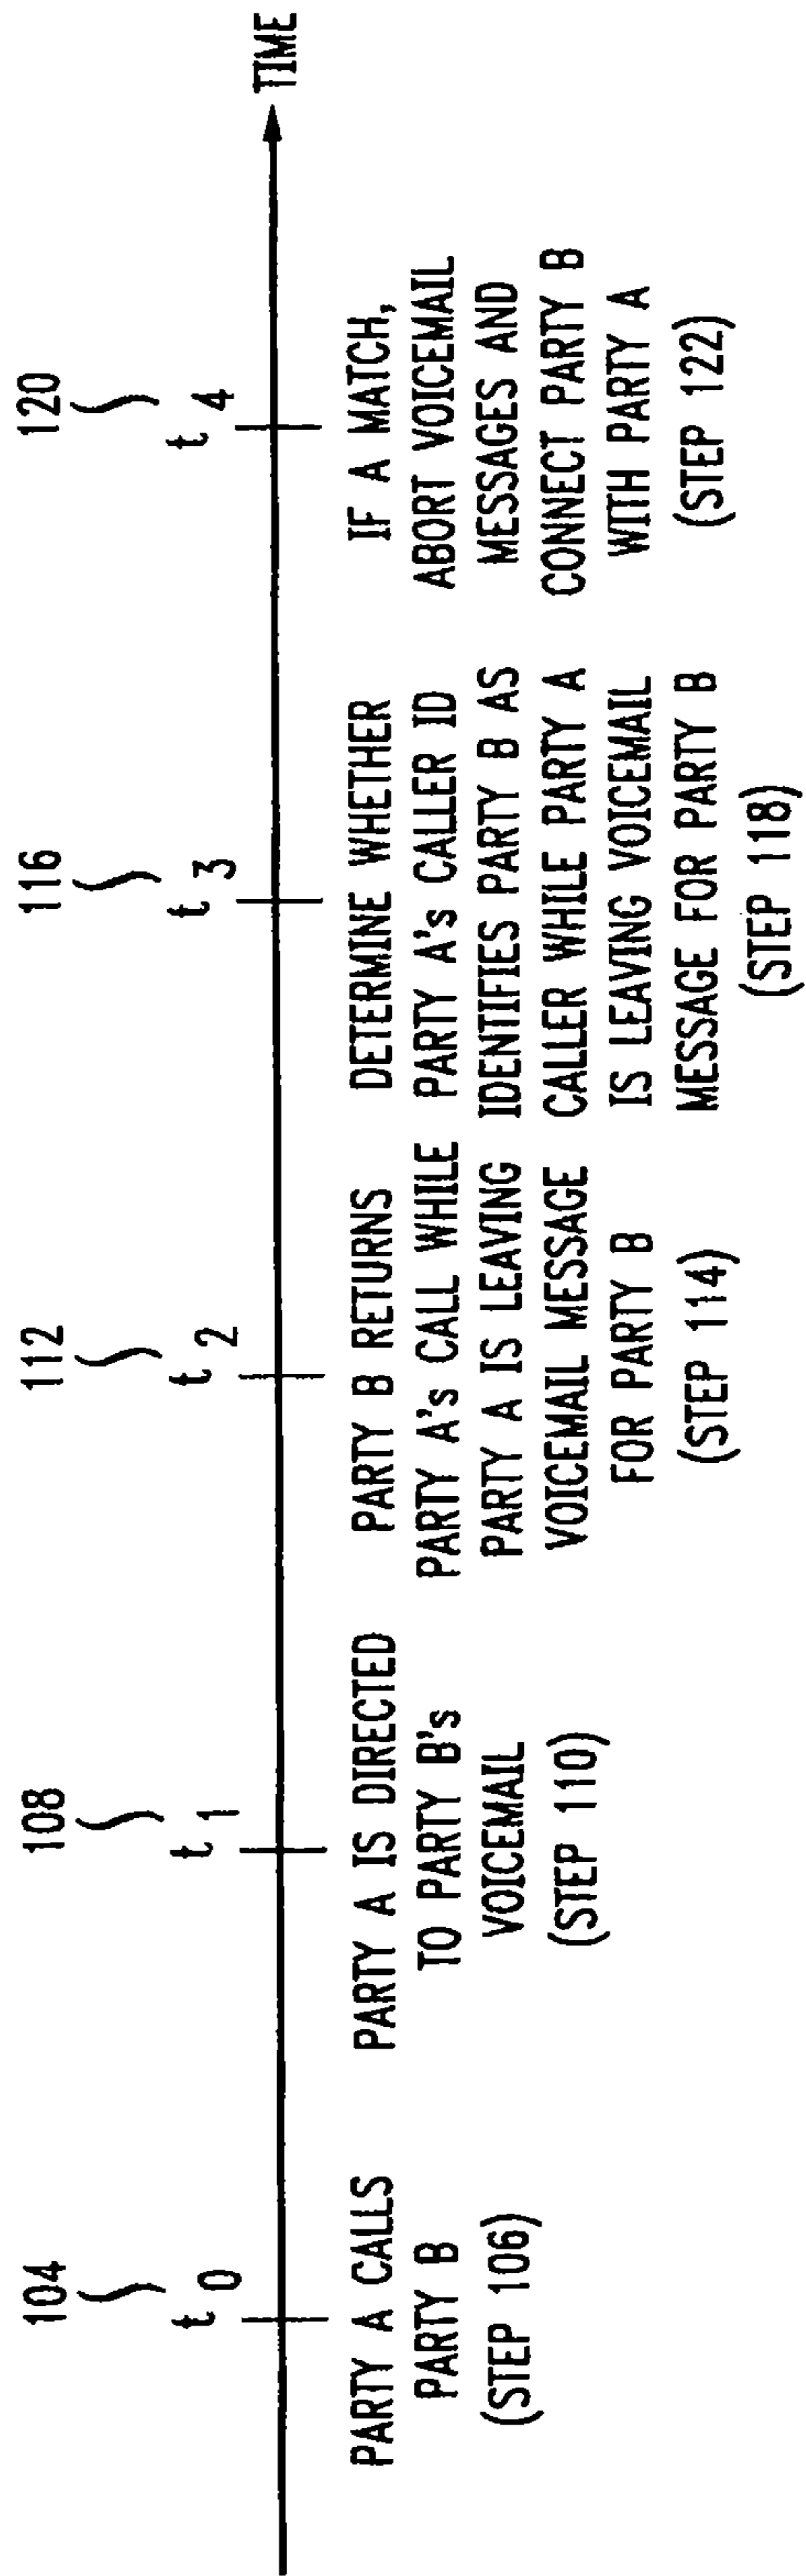 104
t 0
PARTY A CALLS
PARTY B
(STEP 106)
108
t 1
PARTY A IS DIRECTED
TO PARTY B's
VOICEMAIL
(STEP 110)
112
t 2
PARTY B RETURNS
PARTY A's CALL WHILE
PARTY A IS LEAVING
VOICEMAIL MESSAGE
FOR PARTY B
(STEP 114)
116
t 3
DETERMINE WHETHER
PARTY A's CALLER ID
IDENTIFIES PARTY B AS
CALLER WHILE PARTY A
IS LEAVING VOICEMAIL
MESSAGE FOR PARTY B
(STEP 118)
120
t 4
IF A MATCH,
ABORT VOICEMAIL
MESSAGES AND
CONNECT PARTY B
WITH PARTY A
(STEP 122)
TIME